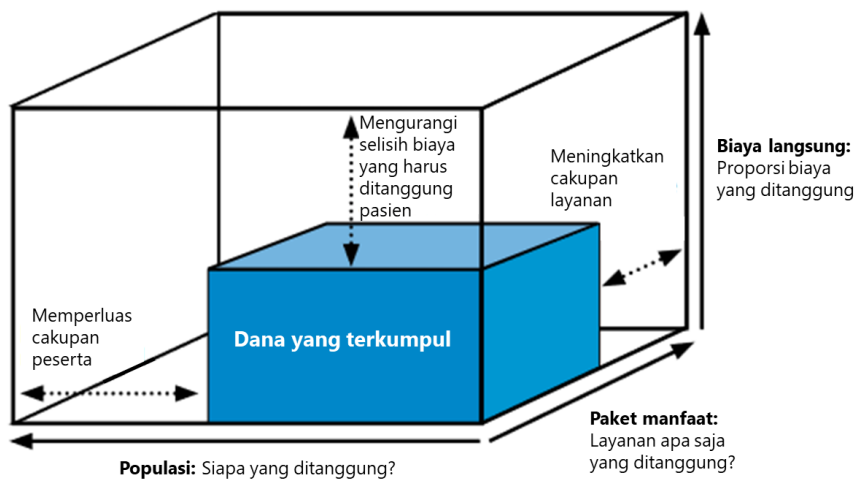 Mengurangi
selisih biaya
yang harus
ditanggung
pasien
Meningkatkan
cakupan
layanan
Biaya langsung:
Proporsi biaya
yang ditanggung
Memperluas
cakupan
peserta
Dana yang terkumpul
Paket manfaat:
Layanan apa saja
yang ditanggung?
Populasi: Siapa yang ditanggung?